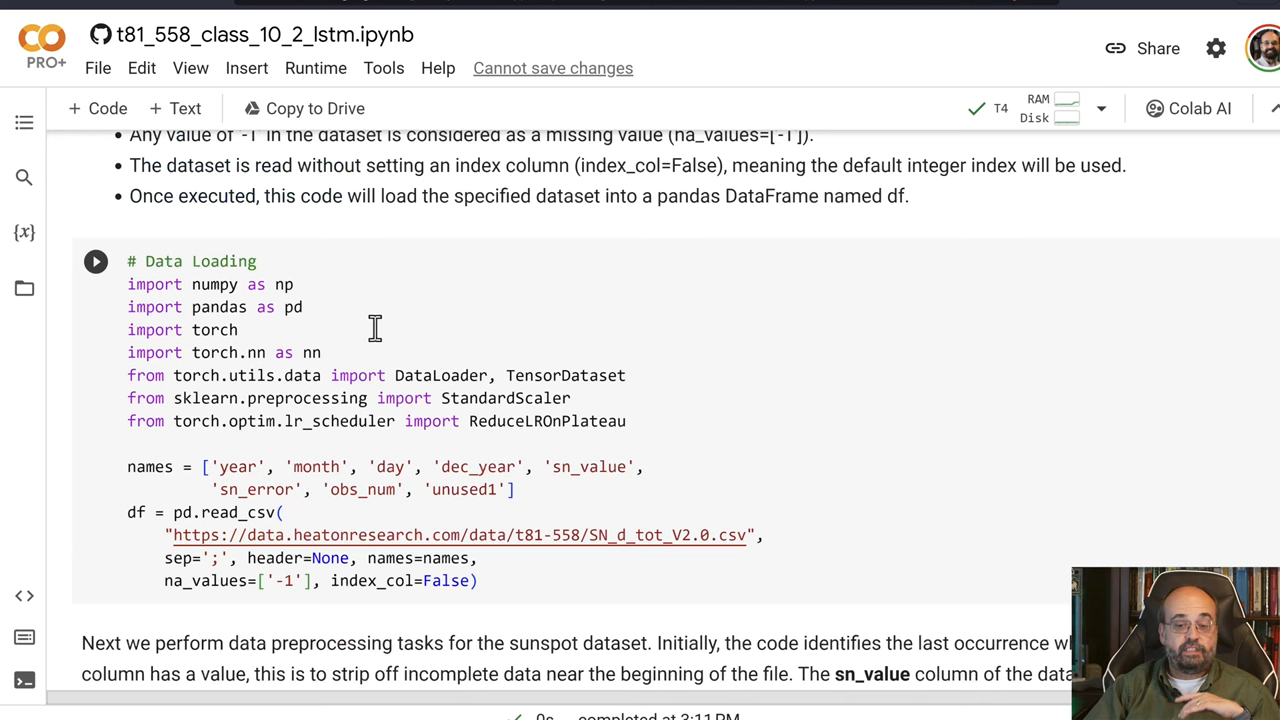 t81_558_class_10_2_lstm.ipynb
PRO+
Share
File Edit View Insert Runtime Tools Help Cannot save changes
+ Code + Text Copy to Drive
T4 RAM Disk
Colab AI
Any value of '-1' in the dataset is considered as a missing value (na_values=['-1']).
The dataset is read without setting an index column (index_col=False), meaning the default integer index will be used.
Once executed, this code will load the specified dataset into a pandas DataFrame named df.
{x}
# Data Loading
import numpy as np
import pandas as pd
import torch
import torch.nn as nn
from torch.utils.data import DataLoader, TensorDataset
from sklearn.preprocessing import StandardScaler
from torch.optim.lr_scheduler import ReduceLROnPlateau
names = ['year', 'month', 'day', 'dec_year', 'sn_value',
'sn_error', 'obs_num', 'unused1']
df = pd.read_csv(
"https://data.heatonresearch.com/data/t81-558/SN_d_tot_V2.0.csv",
sep=';', header=None, names=names,
na_values=['-1'], index_col=False)
Next we perform data preprocessing tasks for the sunspot dataset. Initially, the code identifies the last occurrence
column has a value, this is to strip off incomplete data near the beginning of the file. The sn_value column of the
0s completed at 3:11 PM